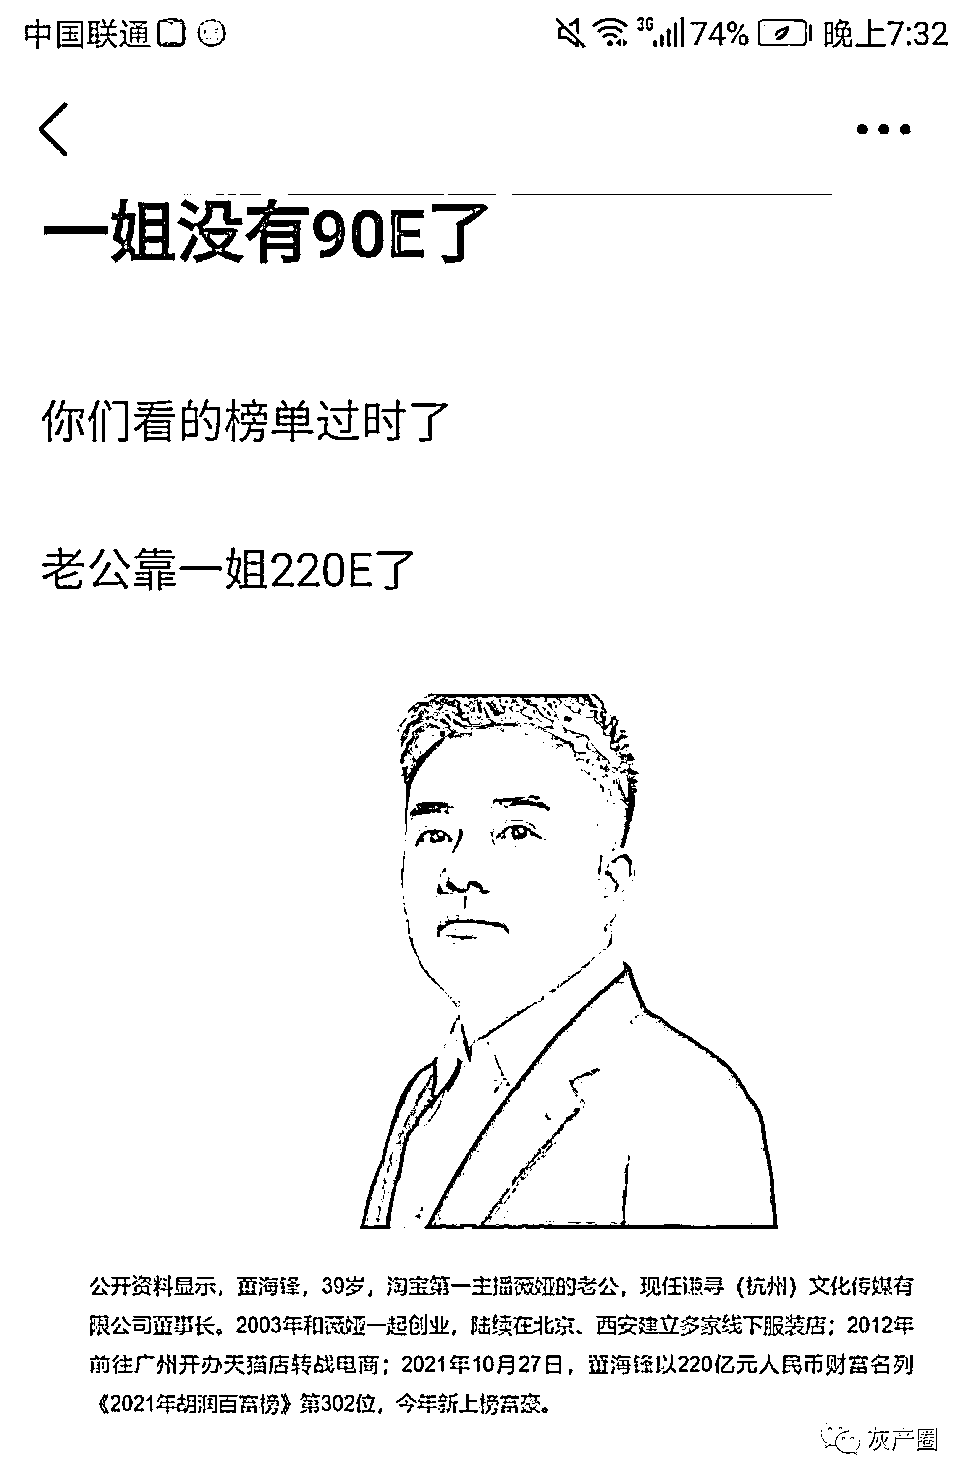 中国联通
3G 74% 晚上7:32
一姐没有90E了
你们看的榜单过时了
老公靠一姐220E了
公开资料显示，董海锋，39岁，淘宝第一主播薇娅的老公，现任谦寻（杭州）文化传媒有
限公司董事长。2003年和薇娅一起创业，陆续在北京、西安建立多家线下服装店；2012年
前往广州开办天猫店转战电商；2021年10月27日，董海锋以220亿元人民币财富名列
《2021年胡润百富榜》第302位，今年新上榜富豪。
灰产圈